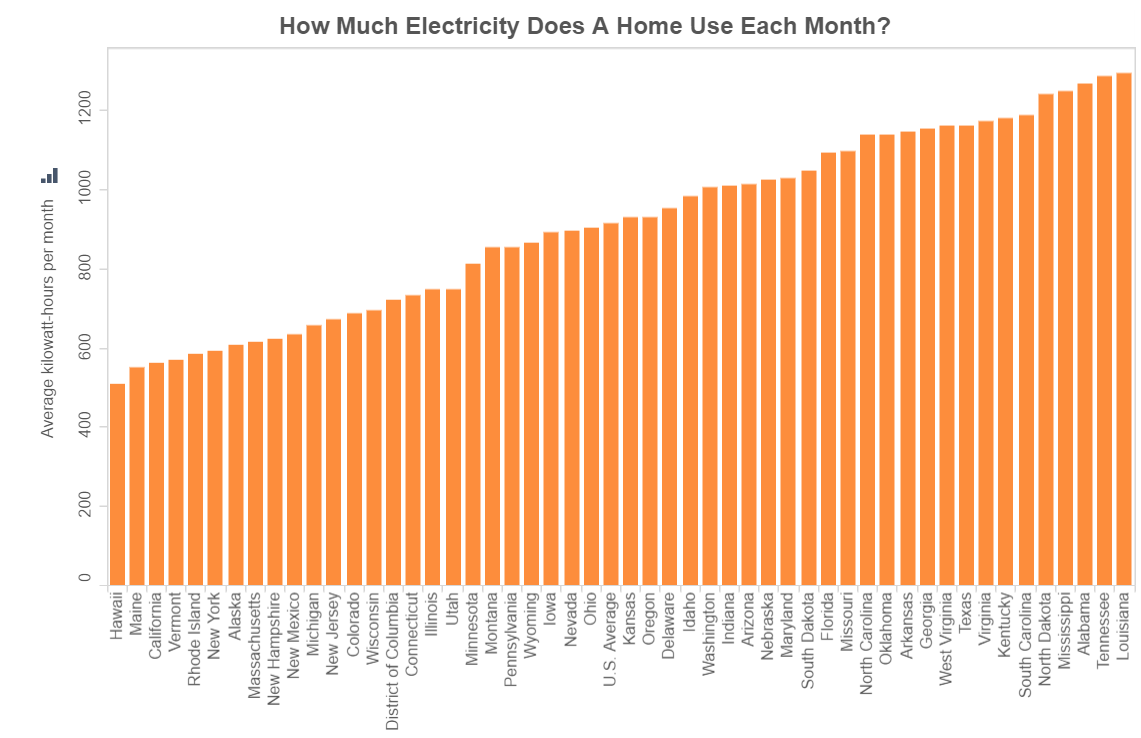 How Much Electricity Does A Home Use Each Month?
Average kilowatt-hours per month
1200
1000
800
600
400
200
0
Hawaii
Maine
California
Vermont
Rhode Island
New York
Alaska
Massachusetts
New Hampshire
New Mexico
Michigan
New Jersey
Colorado
Wisconsin
District of Columbia
Connecticut
Illinois
Utah
Minnesota
Montana
Pennsylvania
Wyoming
Iowa
Nevada
Ohio
U.S. Average
Kansas
Oregon
Delaware
Idaho
Washington
Indiana
Arizona
Nebraska
Maryland
South Dakota
Florida
Missouri
North Carolina
Oklahoma
Arkansas
Georgia
West Virginia
Texas
Virginia
Kentucky
South Carolina
North Dakota
Mississippi
Alabama
Tennessee
Louisiana